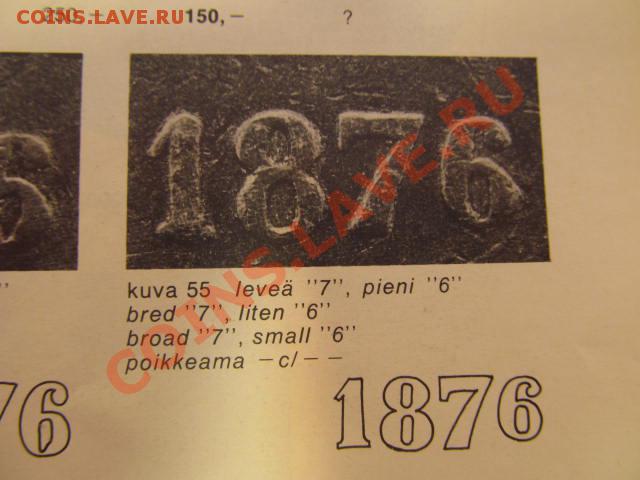 COINS.LAVE.RU
350,– 150,– ?
1876
kuva 55 leveä ''7'', pieni ''6''
bred ''7'', liten ''6''
broad ''7'', small ''6''
poikkeama –c/– –
76 1876
COINS.LAVE.RU